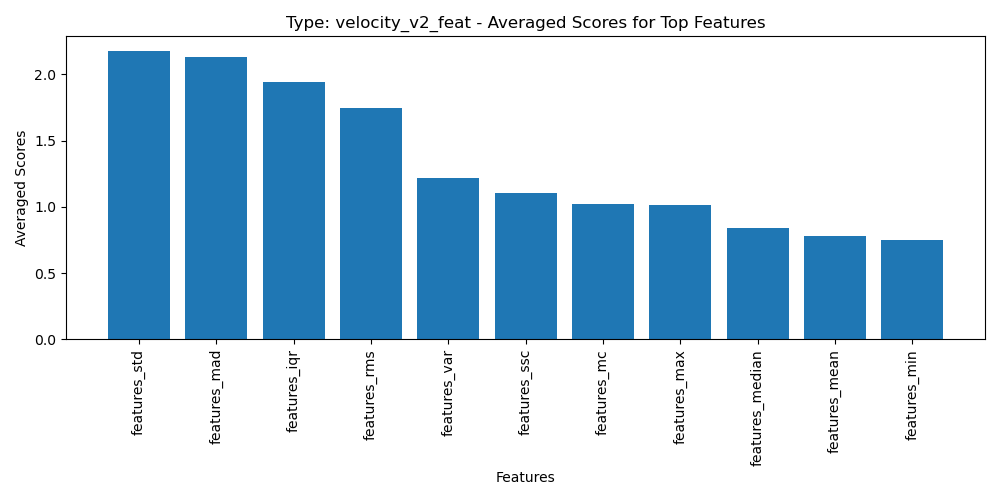 Type: velocity_v2_feat - Averaged Scores for Top Features
Averaged Scores
2.0
1.5
1.0
0.5
0.0
features_std
features_mad
features_iqr
features_rms
features_var
features_ssc
features_mc
features_max
features_median
features_mean
features_min
Features